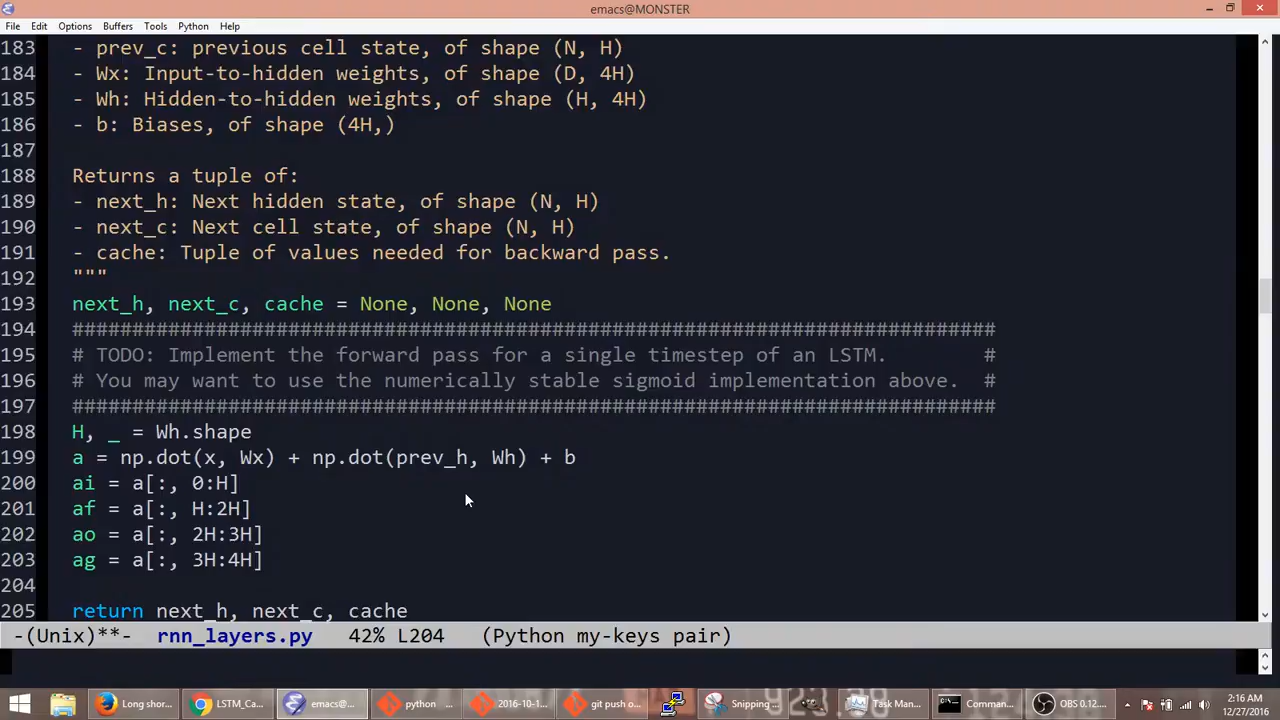 emacs@MONSTER
File Edit Options Buffers Tools Python Help
183 - prev_c: previous cell state, of shape (N, H)
184 - Wx: Input-to-hidden weights, of shape (D, 4H)
185 - Wh: Hidden-to-hidden weights, of shape (H, 4H)
186 - b: Biases, of shape (4H,)
187
188 Returns a tuple of:
189 - next_h: Next hidden state, of shape (N, H)
190 - next_c: Next cell state, of shape (N, H)
191 - cache: Tuple of values needed for backward pass.
192 """
193 next_h, next_c, cache = None, None, None
194 #############################################################################
195 # TODO: Implement the forward pass for a single timestep of an LSTM.        #
196 # You may want to use the numerically stable sigmoid implementation above.  #
197 #############################################################################
198 H, _ = Wh.shape
199 a = np.dot(x, Wx) + np.dot(prev_h, Wh) + b
200 ai = a[:, 0:H]
201 af = a[:, H:2H]
202 ao = a[:, 2H:3H]
203 ag = a[:, 3H:4H]
204
205 return next_h, next_c, cache
-(Unix)**- rnn_layers.py 42% L204 (Python my-keys pair)
Long shor... LSTM_Ca... emacs@... python ... 2016-10-1... git push o... Snipping ... Task Man... Comman... OBS 0.12.... 2:16 AM
12/27/2016